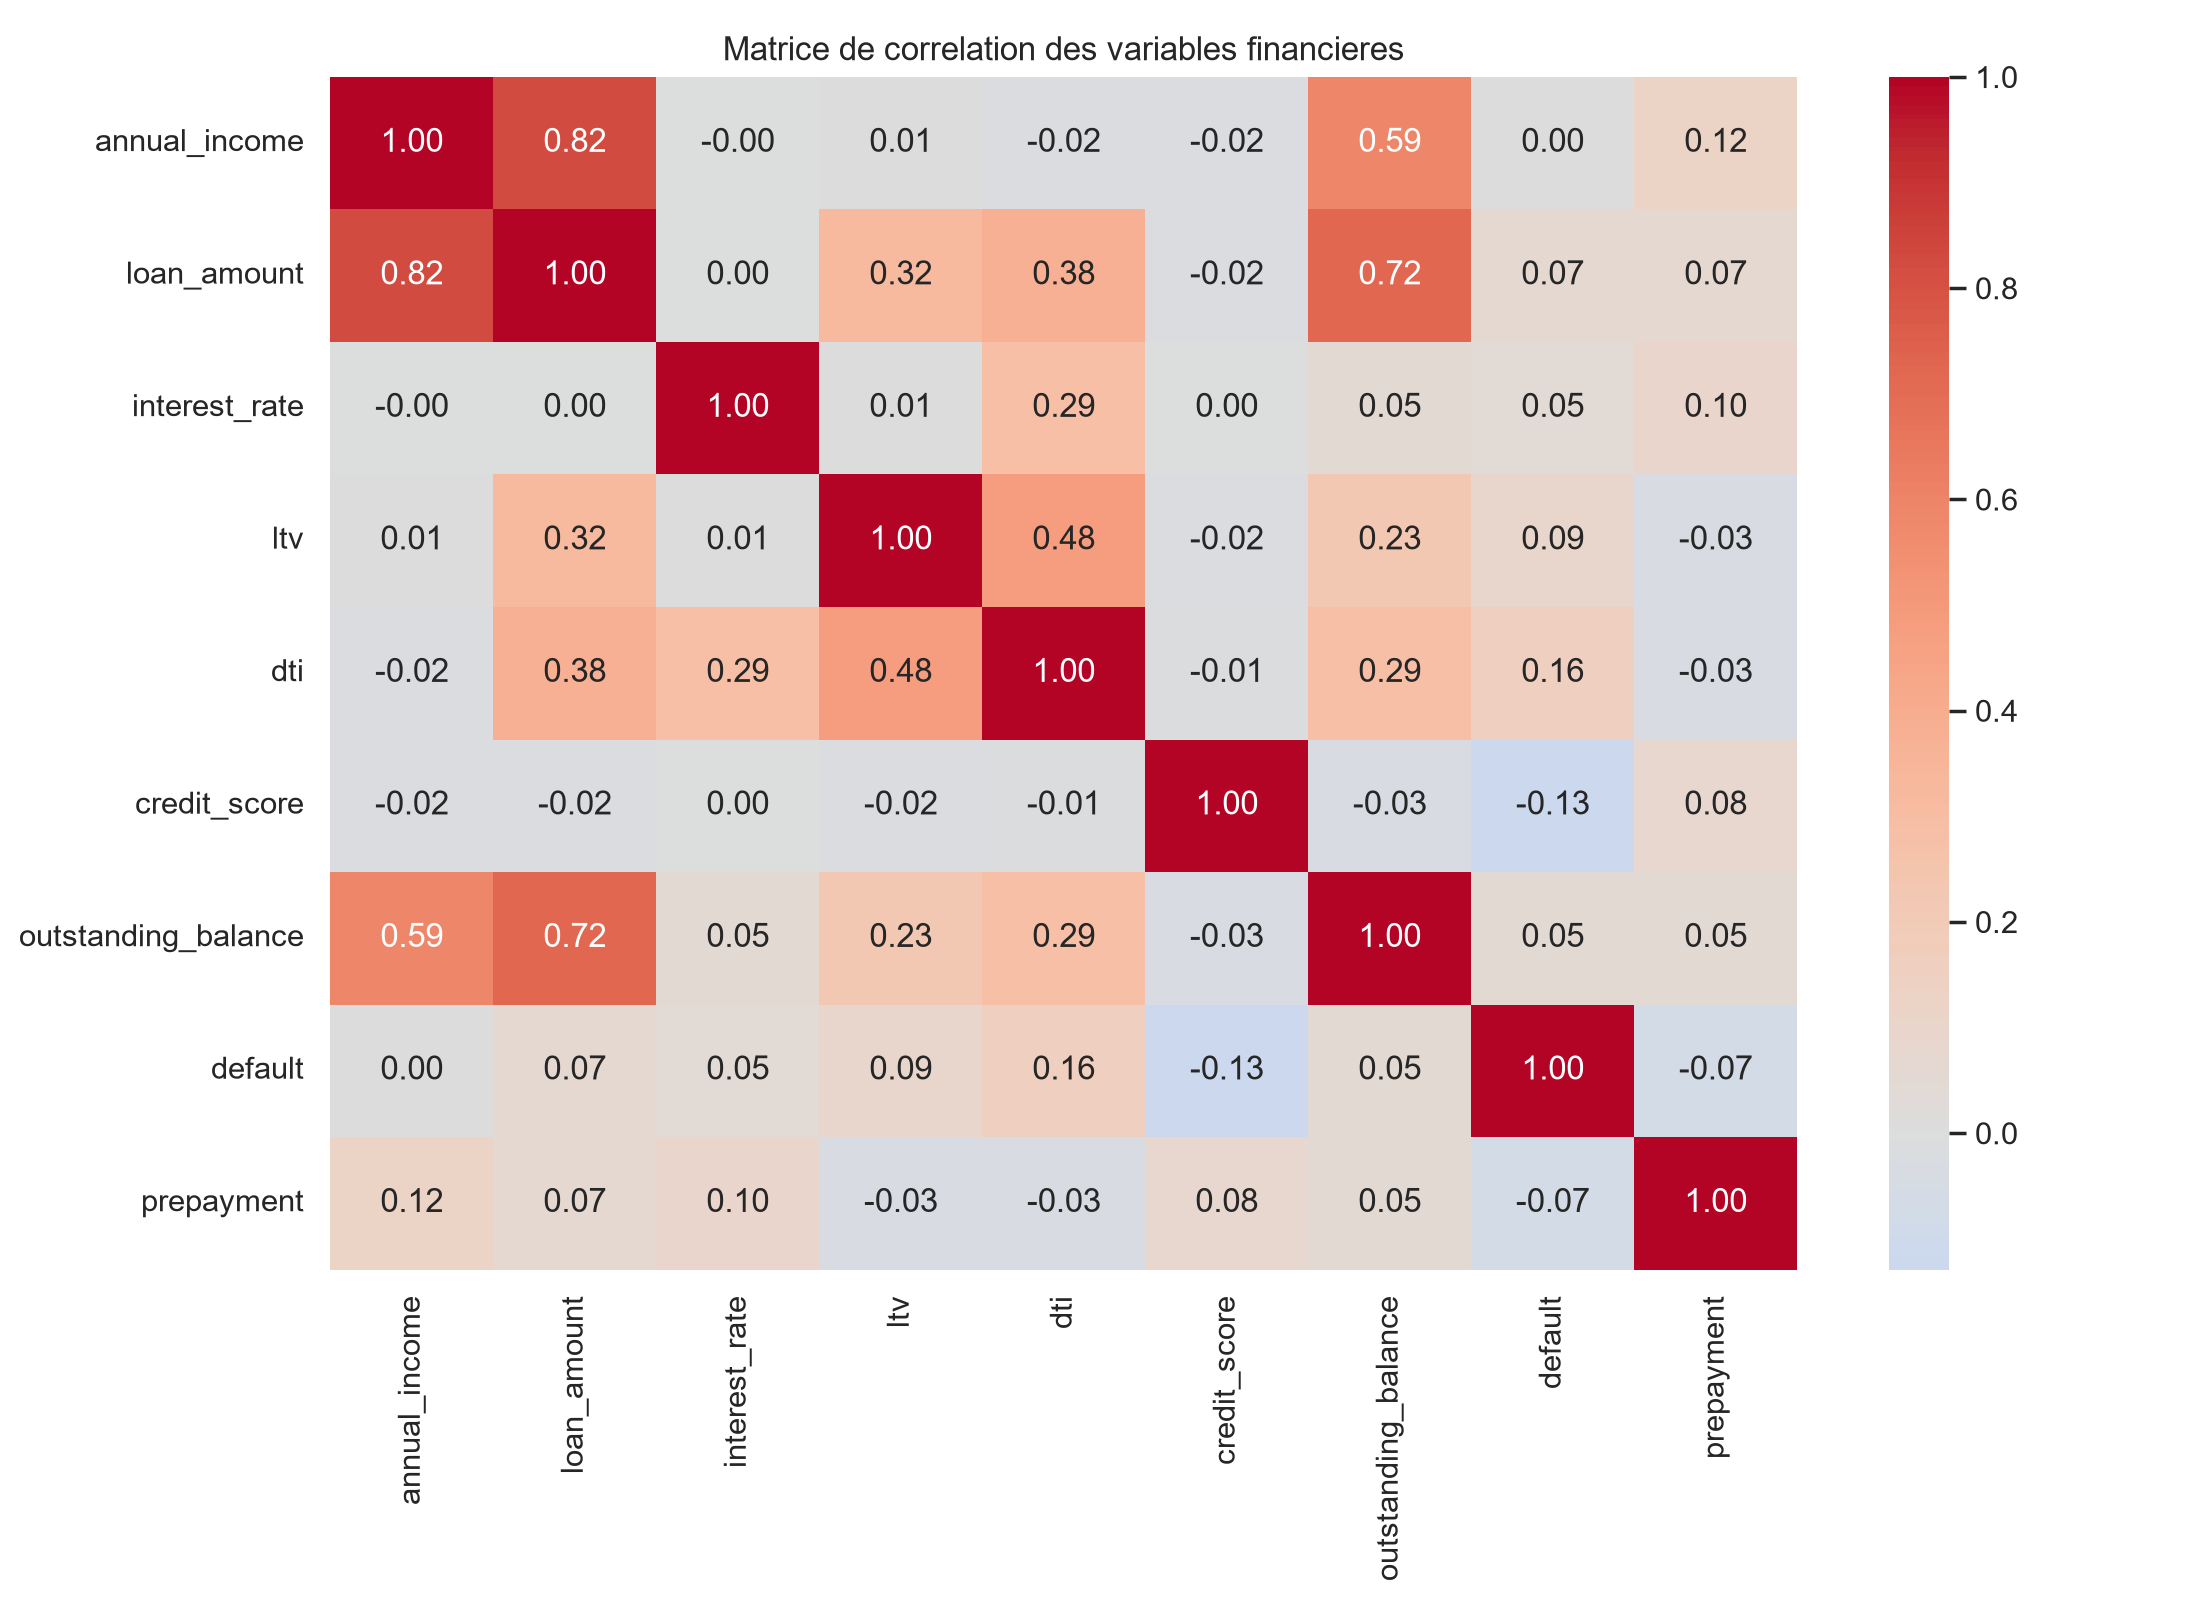 Matrice de correlation des variables financieres
annual_income 1.00 0.82 -0.00 0.01 -0.02 -0.02 0.59 0.00 0.12
loan_amount 0.82 1.00 0.00 0.32 0.38 -0.02 0.72 0.07 0.07
interest_rate -0.00 0.00 1.00 0.01 0.29 0.00 0.05 0.05 0.10
ltv 0.01 0.32 0.01 1.00 0.48 -0.02 0.23 0.09 -0.03
dti -0.02 0.38 0.29 0.48 1.00 -0.01 0.29 0.16 -0.03
credit_score -0.02 -0.02 0.00 -0.02 -0.01 1.00 -0.03 -0.13 0.08
outstanding_balance 0.59 0.72 0.05 0.23 0.29 -0.03 1.00 0.05 0.05
default 0.00 0.07 0.05 0.09 0.16 -0.13 0.05 1.00 -0.07
prepayment 0.12 0.07 0.10 -0.03 -0.03 0.08 0.05 -0.07 1.00
annual_income
loan_amount
interest_rate
ltv
dti
credit_score
outstanding_balance
default
prepayment
1.0
0.8
0.6
0.4
0.2
0.0